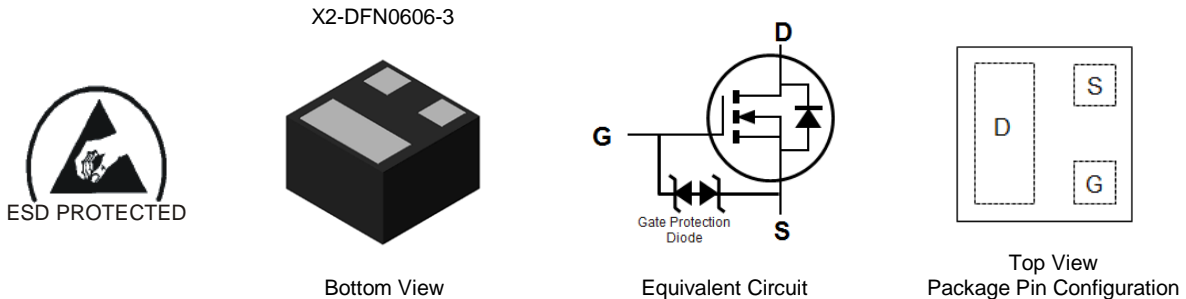 X2-DFN0606-3
ESD PROTECTED
Bottom View
D
G
Gate Protection
Diode
S
Equivalent Circuit
D
S
G
Top View
Package Pin Configuration